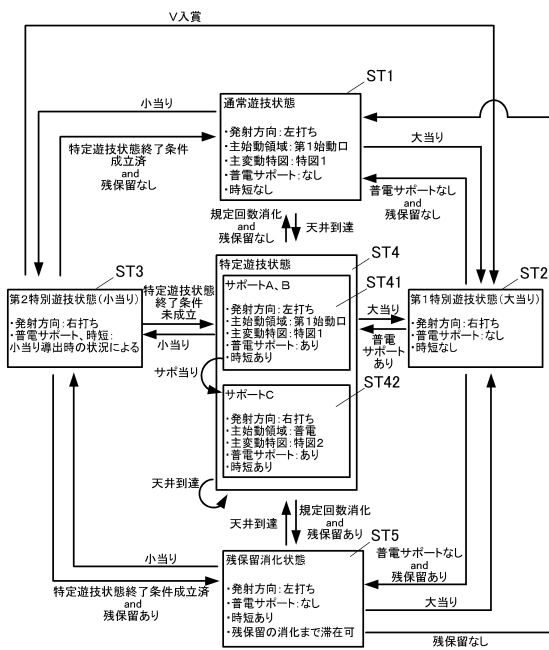 V入賞
ST1
通常遊技状態
・発射方向:左打ち
・主始動領域:第1始動口
・主変動特図:特図1
・普電サポート:なし
・時短なし
小当り
特定遊技状態終了条件
成立済
and
残保留なし
大当り
普電サポートなし
and
残保留なし
規定回数消化
and
残保留なし
天井到達
ST3
第2特別遊技状態(小当り)
・発射方向:右打ち
・普電サポート、時短:
小当り導出時の状況による
特定遊技状態
終了条件
未成立
小当り
ST4
特定遊技状態
サポートA、B
ST41
・発射方向:左打ち
・主始動領域:第1始動口
・主変動特図:特図1
・普電サポート:あり
・時短あり
サポ当り
ST42
サポートC
・発射方向:右打ち
・主始動領域:普電
・主変動特図:特図2
・普電サポート:あり
・時短あり
天井到達
大当り
普電
サポート
あり
ST2
第1特別遊技状態(大当り)
・発射方向:右打ち
・普電サポート:なし
・時短なし
天井到達
規定回数消化
and
残保留あり
ST5
残保留消化状態
・発射方向:左打ち
・普電サポート:なし
・時短あり
・残保留の消化まで滞在可
小当り
特定遊技状態終了条件成立済
and
残保留あり
普電サポートなし
and
残保留あり
大当り
残保留なし